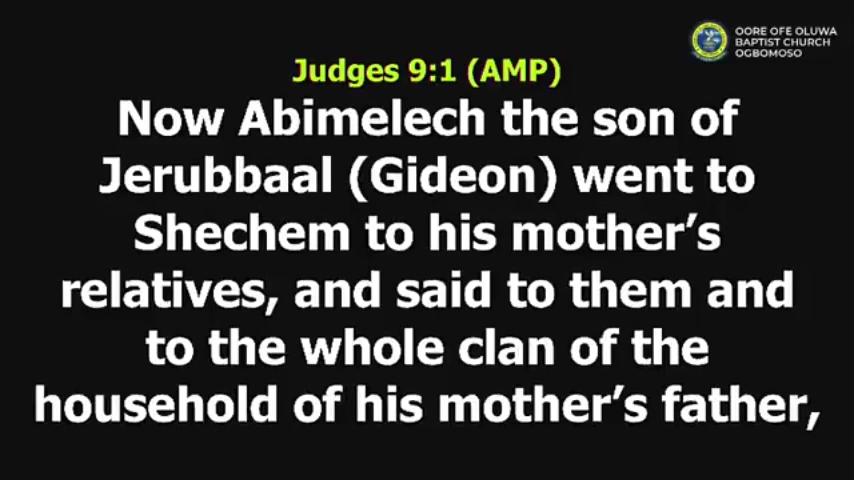 OORE OFE OLUWA
BAPTIST CHURCH
OGBOMOSO
Judges 9:1 (AMP)
Now Abimelech the son of
Jerubbaal (Gideon) went to
Shechem to his mother’s
relatives, and said to them and
to the whole clan of the
household of his mother’s father,